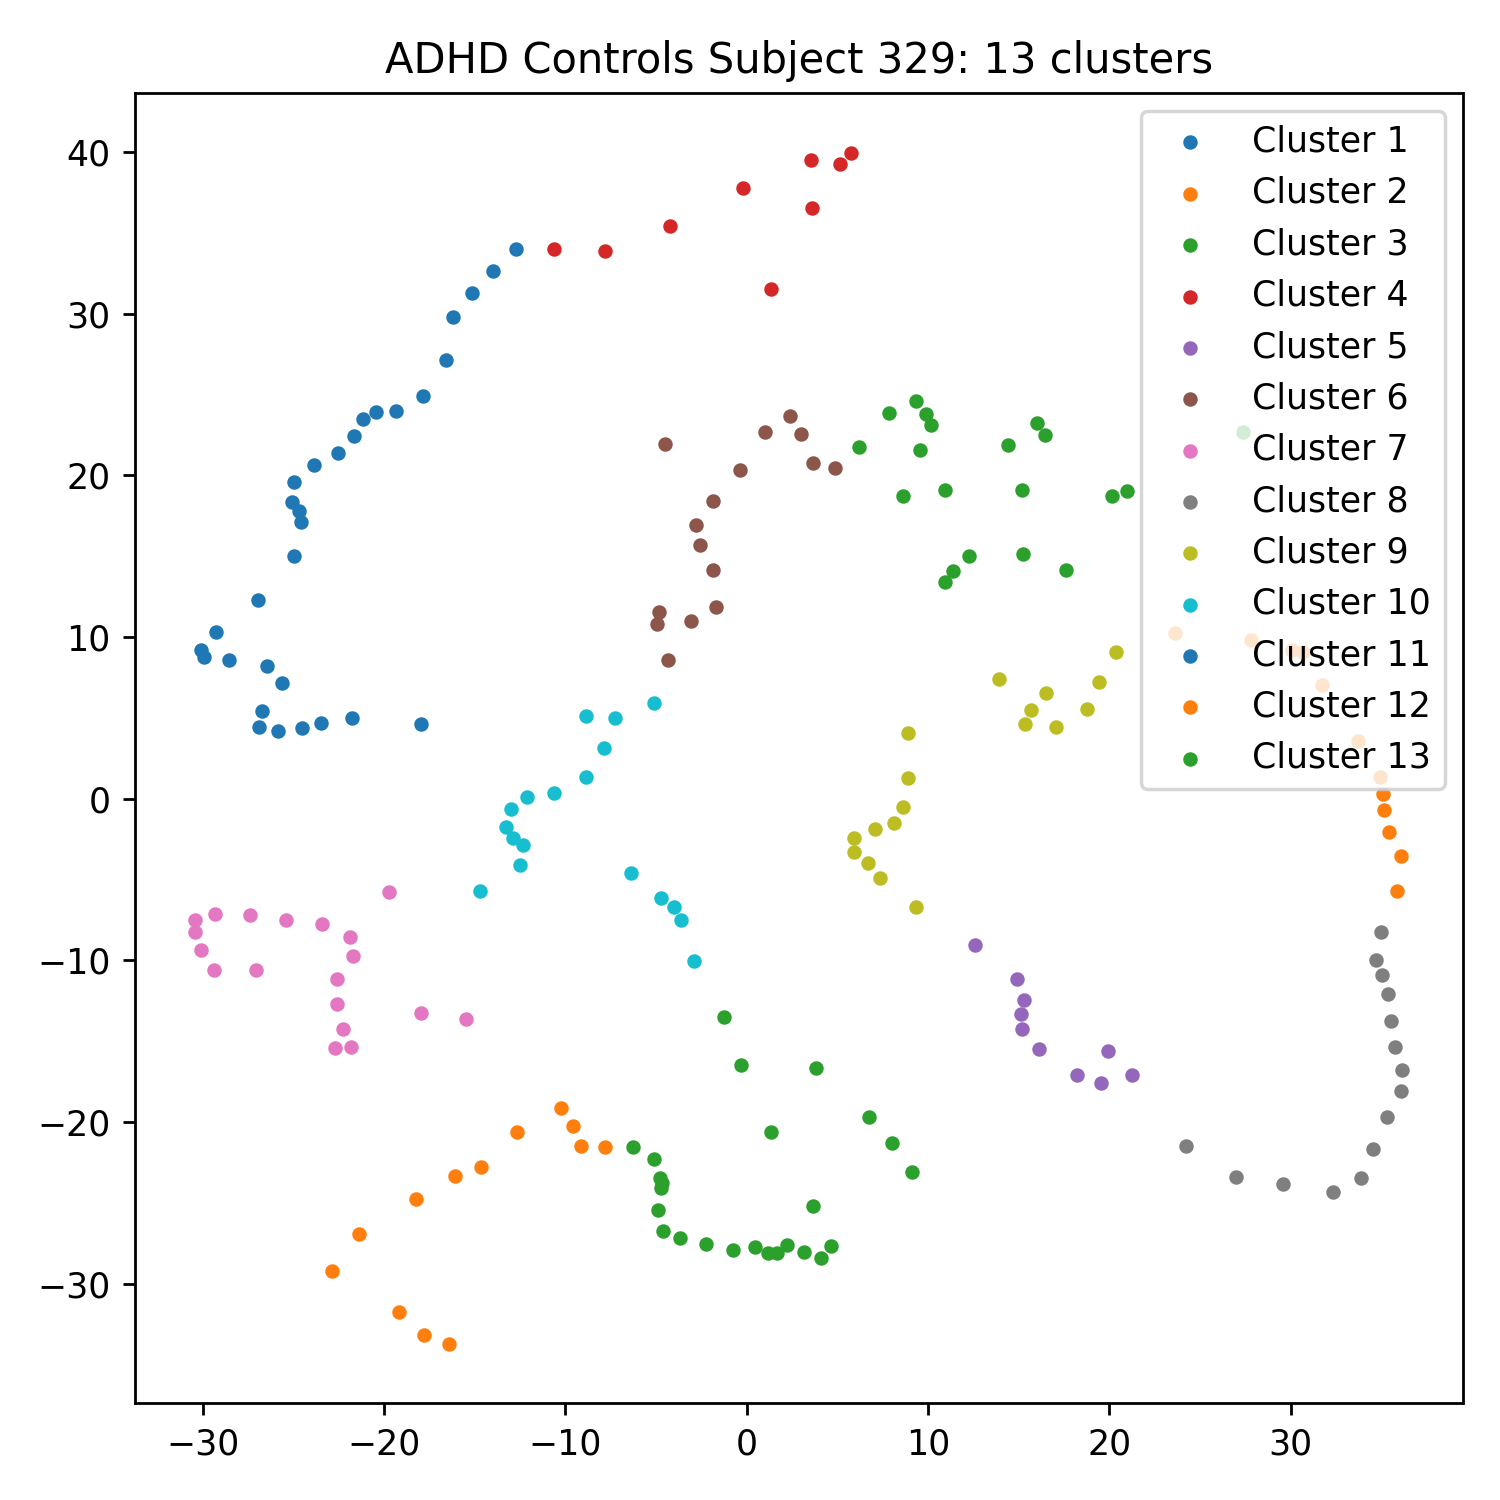 ADHD Controls Subject 329: 13 clusters
40
30
20
10
0
−10
−20
−30
−30
−20
−10
0
10
20
30
Cluster 1
Cluster 2
Cluster 3
Cluster 4
Cluster 5
Cluster 6
Cluster 7
Cluster 8
Cluster 9
Cluster 10
Cluster 11
Cluster 12
Cluster 13